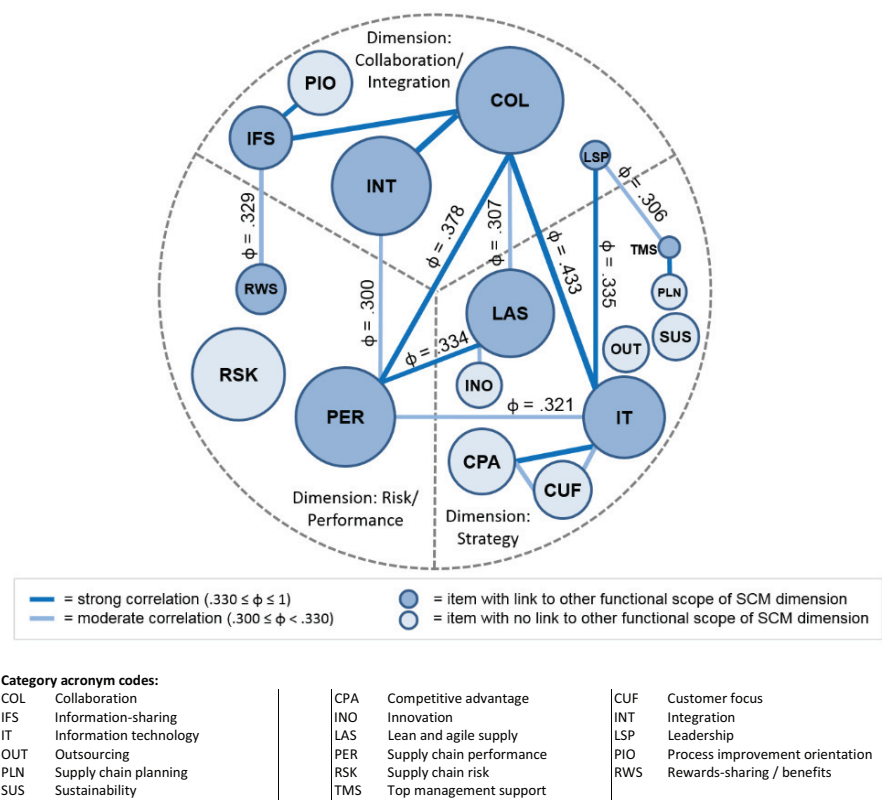 Dimension:
Collaboration/
Integration
PIO
COL
IFS
LSP
INT
ϕ = .306
ϕ = .329
ϕ = .378
ϕ = .307
ϕ = .433
ϕ = .335
TMS
RWS
PLN
ϕ = .300
LAS
SUS
OUT
ϕ = .334
RSK
INO
ϕ = .321
PER
IT
CPA
CUF
Dimension: Risk/
Performance
Dimension:
Strategy
= strong correlation (.330 ≤ ϕ ≤ 1)
= moderate correlation (.300 ≤ ϕ < .330)
= item with link to other functional scope of SCM dimension
= item with no link to other functional scope of SCM dimension
Category acronym codes:
COL Collaboration CPA Competitive advantage CUF Customer focus
IFS Information-sharing INO Innovation INT Integration
IT Information technology LAS Lean and agile supply LSP Leadership
OUT Outsourcing PER Supply chain performance PIO Process improvement orientation
PLN Supply chain planning RSK Supply chain risk RWS Rewards-sharing / benefits
SUS Sustainability TMS Top management support